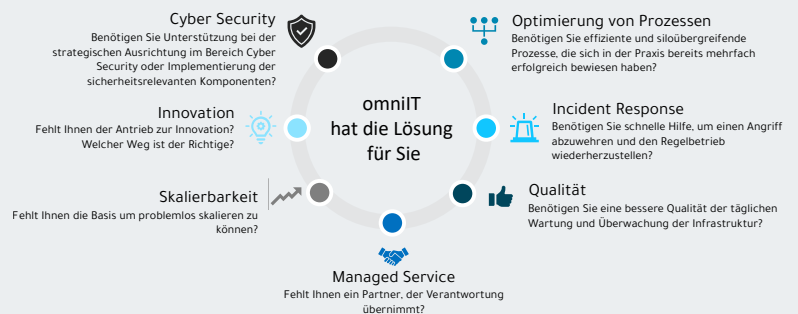 Cyber Security
Benötigen Sie Unterstützung bei der
strategischen Ausrichtung im Bereich Cyber
Security oder Implementierung der
sicherheitsrelevanten Komponenten?
Optimierung von Prozessen
Benötigen Sie effiziente und siloübergreifende
Prozesse, die sich in der Praxis bereits mehrfach
erfolgreich bewiesen haben?
Innovation
Fehlt Ihnen der Antrieb zur Innovation?
Welcher Weg ist der Richtige?
omniIT
hat die Lösung
für Sie
Incident Response
Benötigen Sie schnelle Hilfe, um einen Angriff
abzuwehren und den Regelbetrieb
wiederherzustellen?
Skalierbarkeit
Fehlt Ihnen die Basis um problemlos skalieren zu
können?
Qualität
Benötigen Sie eine bessere Qualität der täglichen
Wartung und Überwachung der Infrastruktur?
Managed Service
Fehlt Ihnen ein Partner, der Verantwortung
übernimmt?